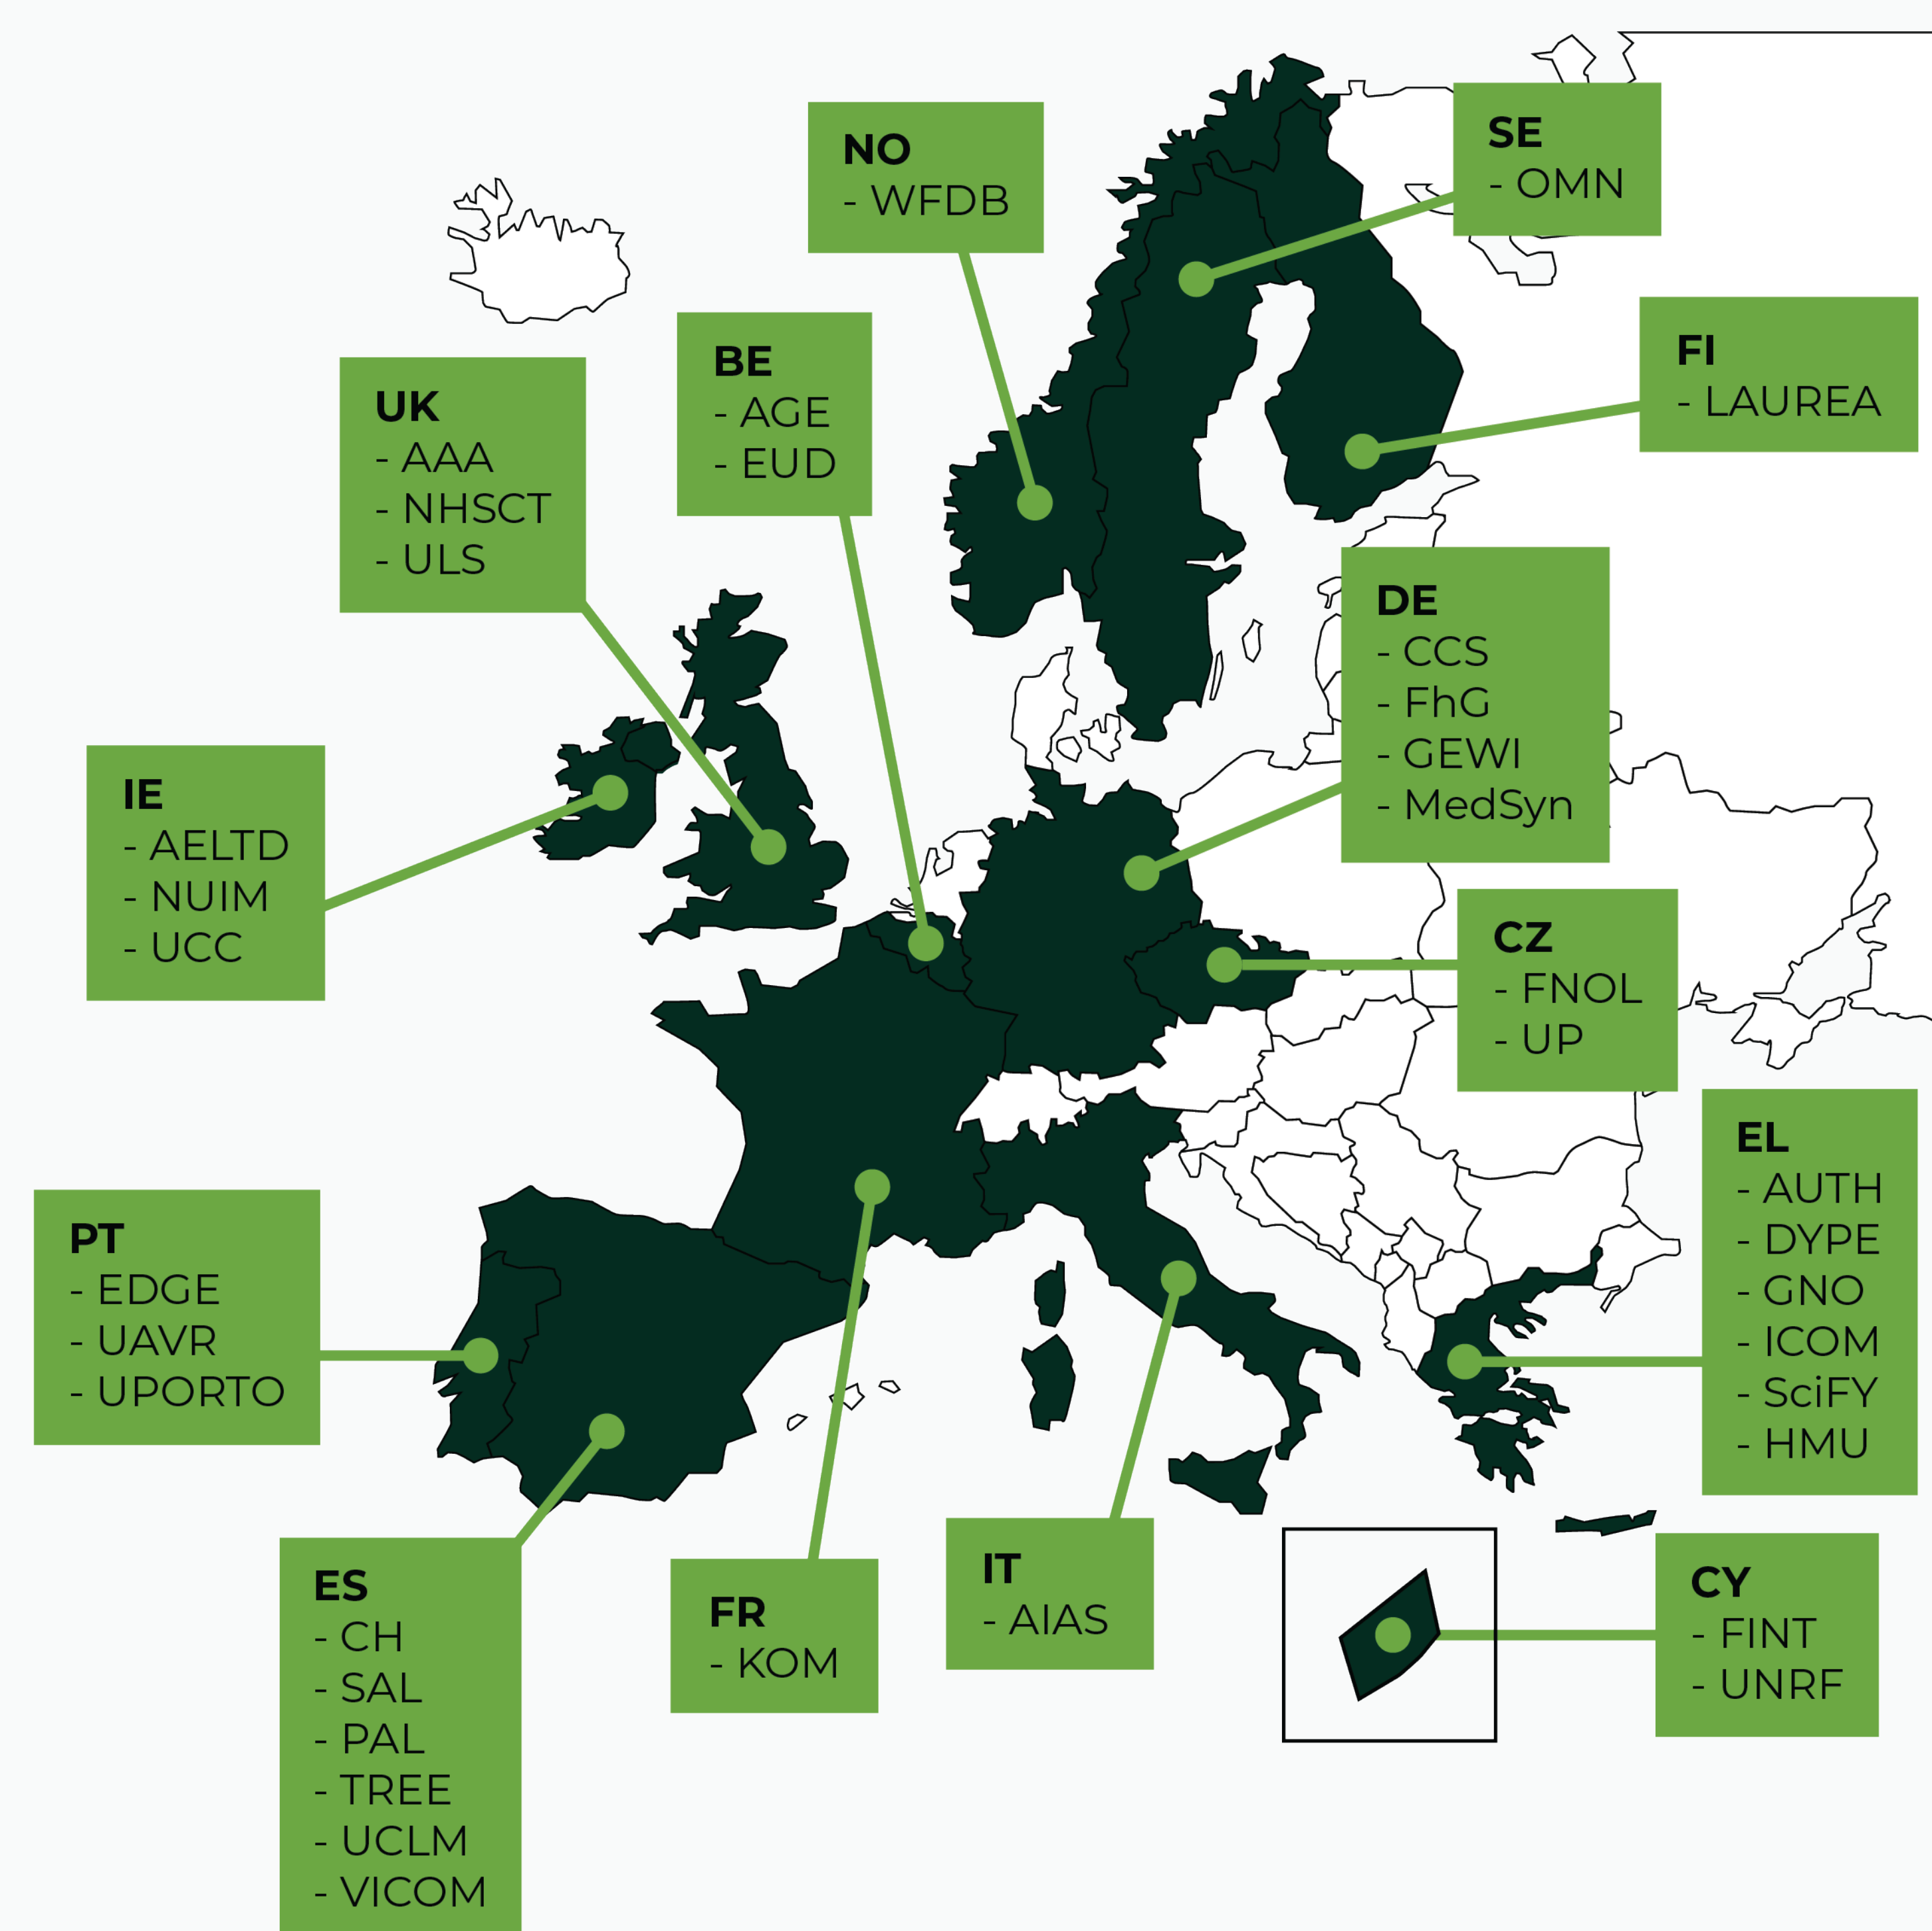 NO
- WFDB
SE
- OMN
BE
- AGE
- EUD
FI
- LAUREA
UK
- AAA
- NHSCT
- ULS
DE
- CCS
- FhG
- GEWI
- MedSyn
IE
- AELTD
- NUIM
- UCC
CZ
- FNOL
- UP
EL
- AUTH
- DYPE
- GNO
- ICOM
- SciFY
- HMU
PT
- EDGE
- UAVR
- UPORTO
ES
- CH
- SAL
- PAL
- TREE
- UCLM
- VICOM
FR
- KOM
IT
- AIAS
CY
- FINT
- UNRF